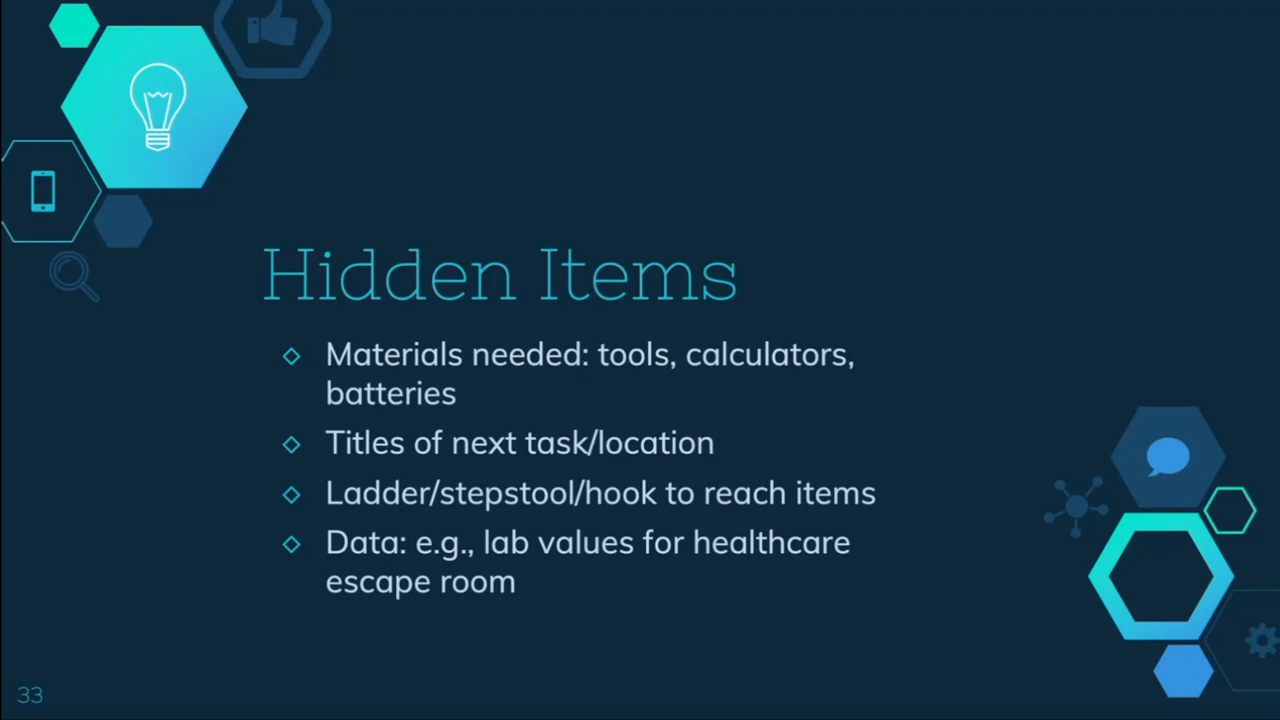 Hidden Items
Materials needed: tools, calculators,
batteries
Titles of next task/location
Ladder/stepstool/hook to reach items
Data: e.g., lab values for healthcare
escape room
33